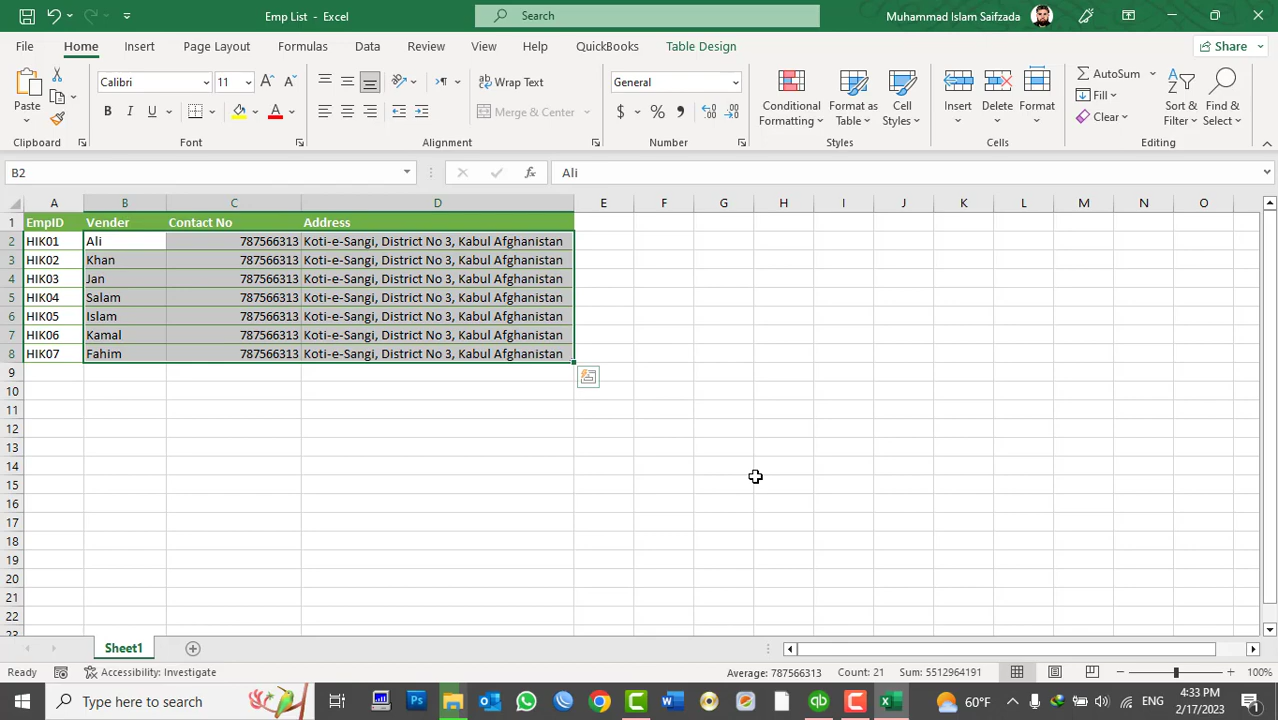 Emp List - Excel
Search
Muhammad Islam Saifzada
File Home Insert Page Layout Formulas Data Review View Help QuickBooks Table Design Share
Paste Calibri 11 Wrap Text General Conditional Formatting Format as Table Cell Styles Insert Delete Format AutoSum Sort & Filter Find & Select
B I U Merge & Center $ % Fill Clear
Clipboard Font Alignment Number Styles Cells Editing
B2 fx Ali
A B C D E F G H I J K L M N O
1 EmpID Vender Contact No Address
2 HIK01 Ali 787566313 Koti-e-Sangi, District No 3, Kabul Afghanistan
3 HIK02 Khan 787566313 Koti-e-Sangi, District No 3, Kabul Afghanistan
4 HIK03 Jan 787566313 Koti-e-Sangi, District No 3, Kabul Afghanistan
5 HIK04 Salam 787566313 Koti-e-Sangi, District No 3, Kabul Afghanistan
6 HIK05 Islam 787566313 Koti-e-Sangi, District No 3, Kabul Afghanistan
7 HIK06 Kamal 787566313 Koti-e-Sangi, District No 3, Kabul Afghanistan
8 HIK07 Fahim 787566313 Koti-e-Sangi, District No 3, Kabul Afghanistan
9
10
11
12
13
14
15
16
17
18
19
20
21
22
23
Sheet1
Ready Accessibility: Investigate Average: 787566313 Count: 21 Sum: 5512964191 100%
Type here to search 60°F ENG 4:33 PM
2/17/2023